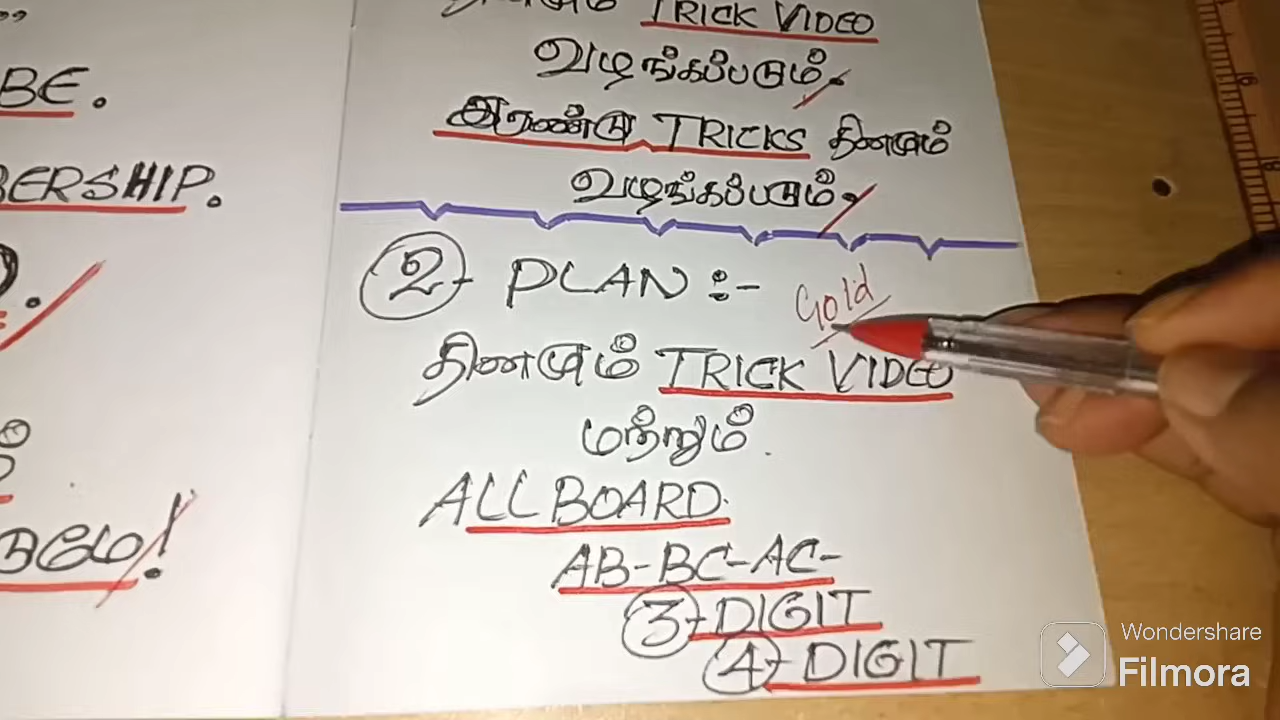 BE.
BERSHIP.
தினமும் TRICK VIDEO
வழங்கப்படும்.
இரண்டு TRICKS தினமும்
வழங்கப்படும்.
2 PLAN :-
Gold
தினமும் TRICK VIDEO
மற்றும்
ALL BOARD.
AB-BC-AC-
3 DIGIT
4 DIGIT
Wondershare
Filmora